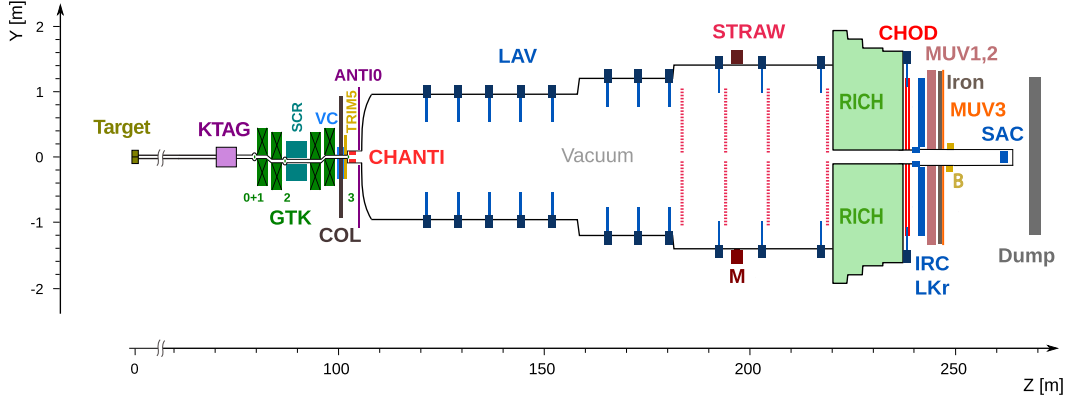 Y [m]
2
1
0
-1
-2
Target
KTAG
SCR
VC
TRIM5
ANTI0
CHANTI
0+1
2
3
GTK
COL
LAV
Vacuum
STRAW
M
RICH
RICH
CHOD
MUV1,2
Iron
MUV3
SAC
B
IRC
LKr
Dump
0
100
150
200
250
Z [m]